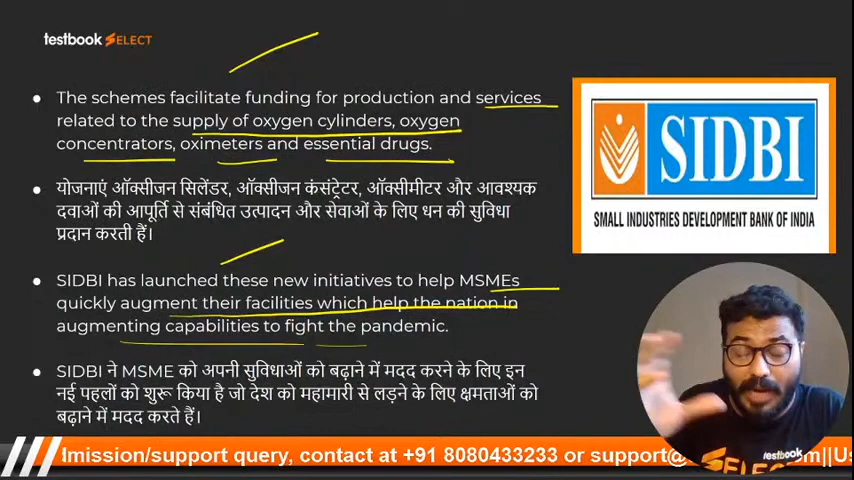 testbook SELECT
The schemes facilitate funding for production and services
related to the supply of oxygen cylinders, oxygen
concentrators, oximeters and essential drugs.
योजनाएं ऑक्सीजन सिलेंडर, ऑक्सीजन कंसंट्रेटर, ऑक्सीमीटर और आवश्यक
दवाओं की आपूर्ति से संबंधित उत्पादन और सेवाओं के लिए धन की सुविधा
प्रदान करती हैं।
SIDBI has launched these new initiatives to help MSMEs
quickly augment their facilities which help the nation in
augmenting capabilities to fight the pandemic.
SIDBI ने MSME को अपनी सुविधाओं को बढ़ाने में मदद करने के लिए इन
नई पहलों को शुरू किया है जो देश को महामारी से लड़ने के लिए क्षमताओं को
बढ़ाने में मदद करते हैं।
SIDBI
SMALL INDUSTRIES DEVELOPMENT BANK OF INDIA
testbook
SELECT
lmission/support query, contact at +91 8080433233 or support@ m||Us